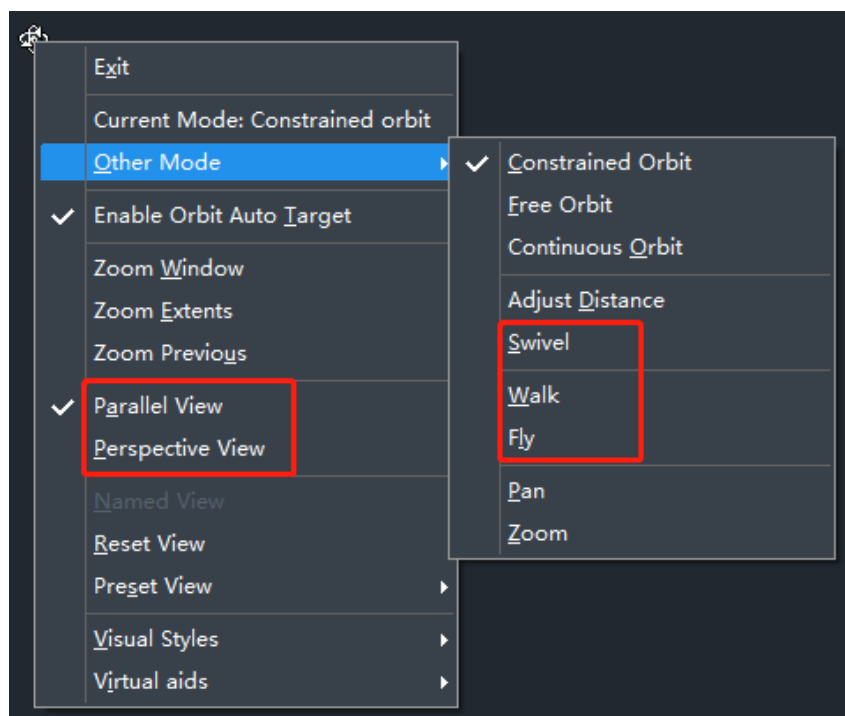 Exit
Current Mode: Constrained orbit
Other Mode
Enable Orbit Auto Target
Zoom Window
Zoom Extents
Zoom Previous
Parallel View
Perspective View
Named View
Reset View
Preset View
Visual Styles
Virtual aids
Constrained Orbit
Free Orbit
Continuous Orbit
Adjust Distance
Swivel
Walk
Fly
Pan
Zoom